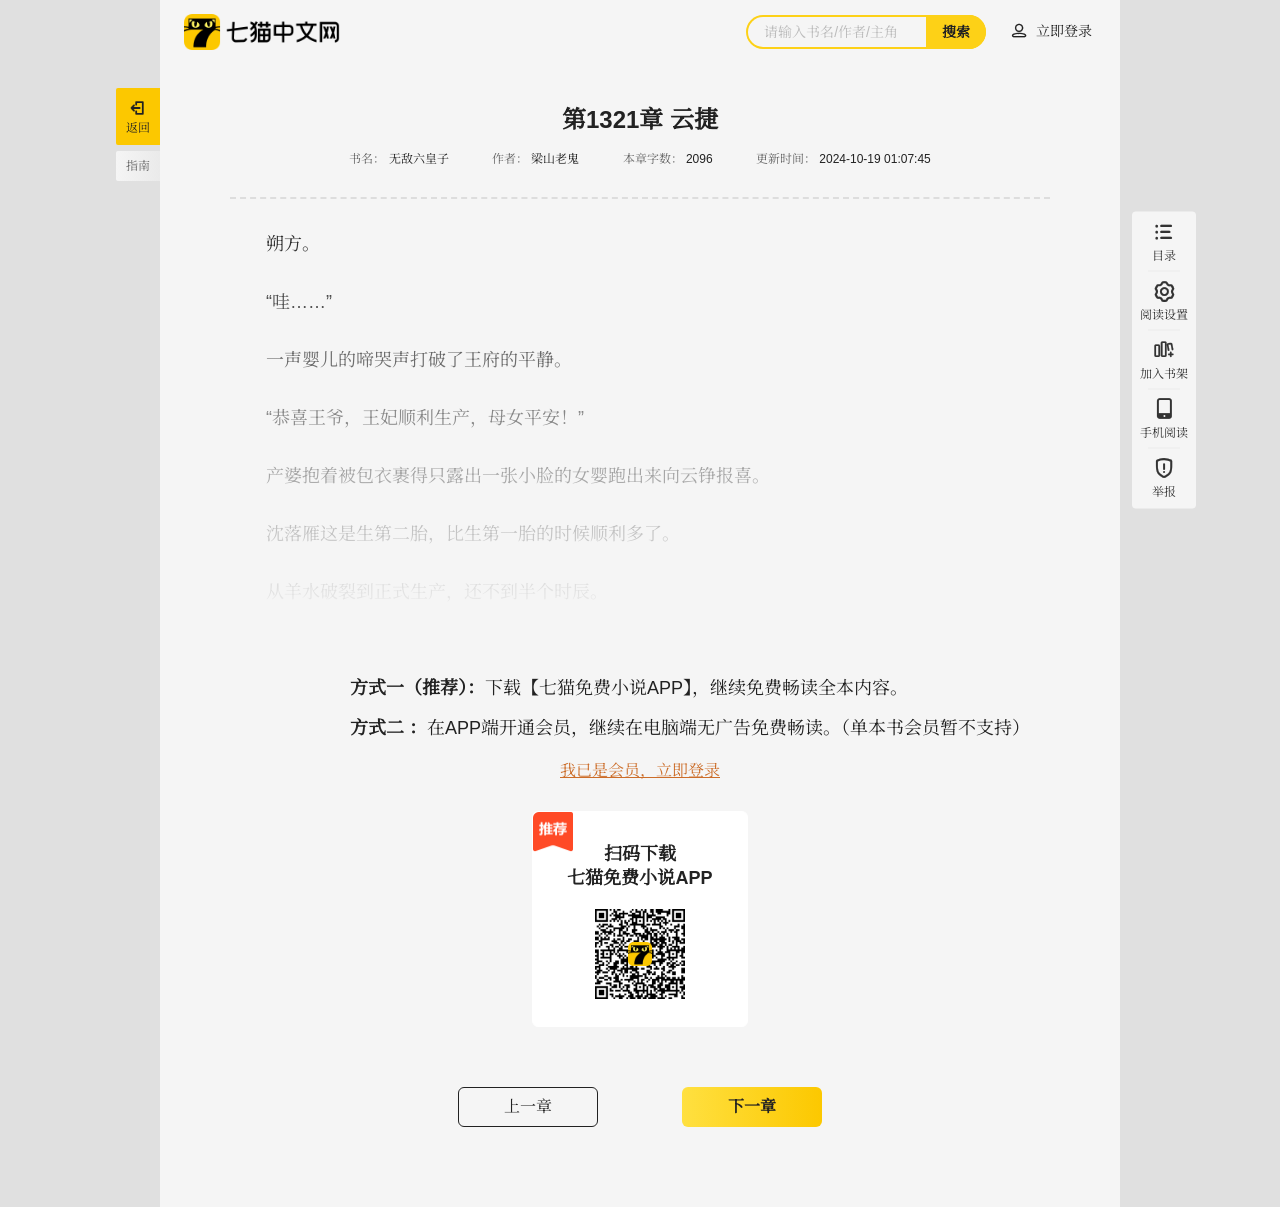 七猫中文网
请输入书名/作者/主角
搜索
立即登录
返回
指南
第1321章 云捷
书名： 无敌六皇子 作者： 梁山老鬼 本章字数： 2096 更新时间： 2024-10-19 01:07:45
朔方。
“哇……”
一声婴儿的啼哭声打破了王府的平静。
“恭喜王爷，王妃顺利生产，母女平安！”
产婆抱着被包衣裹得只露出一张小脸的女婴跑出来向云铮报喜。
沈落雁这是生第二胎，比生第一胎的时候顺利多了。
从羊水破裂到正式生产，还不到半个时辰。
目录
阅读设置
加入书架
手机阅读
举报
方式一（推荐）：下载【七猫免费小说APP】，继续免费畅读全本内容。
方式二 ：在APP端开通会员，继续在电脑端无广告免费畅读。（单本书会员暂不支持）
我已是会员，立即登录
推荐
扫码下载
七猫免费小说APP
上一章
下一章